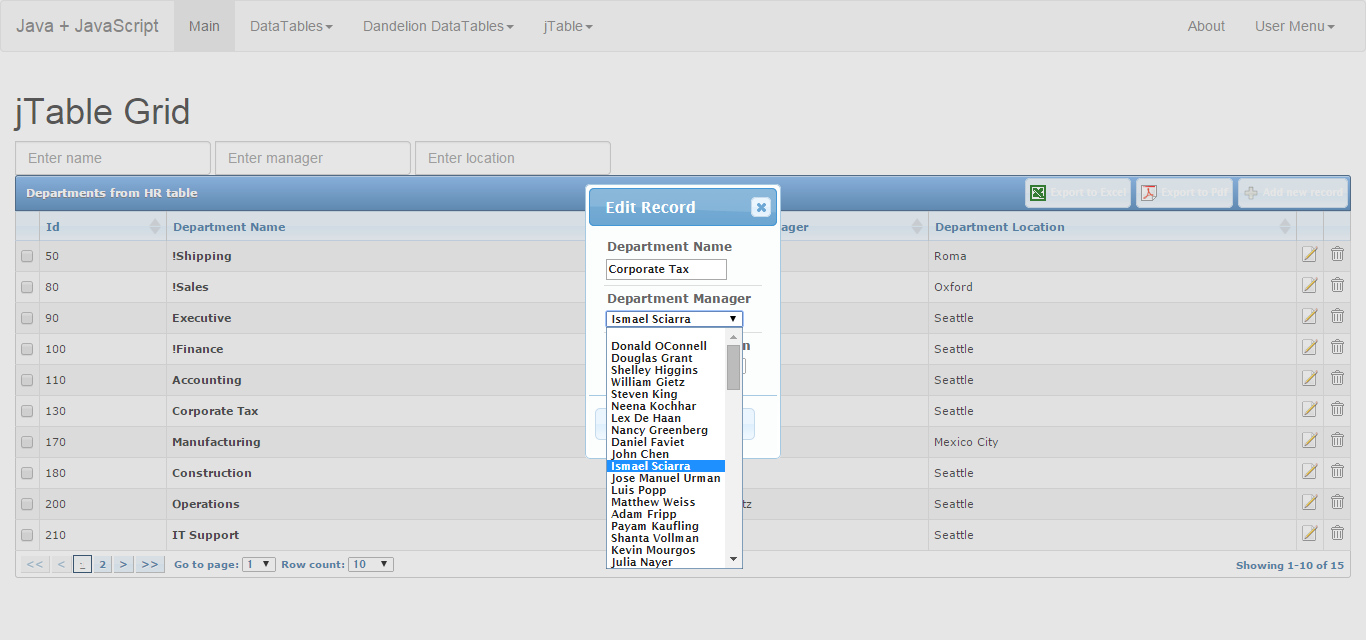 Java + JavaScript Main DataTables Dandelion DataTables jTable About User Menu
jTable Grid
Enter name Enter manager Enter location
Departments from HR table Export to Excel Export to PDF Add new record
Id Department Name ager Department Location
50 !Shipping Roma
80 !Sales Oxford
90 Executive Seattle
100 !Finance Seattle
110 Accounting Seattle
130 Corporate Tax Seattle
170 Manufacturing Mexico City
180 Construction Seattle
200 Operations tz Seattle
210 IT Support Seattle
<< < 2 > >> Go to page: 1 Row count: 10 Showing 1-10 of 15
Edit Record
Department Name
Corporate Tax
Department Manager
Ismael Sciarra
n
Donald OConnell
Douglas Grant
Shelley Higgins
William Gietz
Steven King
Neena Kochhar
Lex De Haan
Nancy Greenberg
Daniel Faviet
John Chen
Ismael Sciarra
Jose Manuel Urman
Luis Popp
Matthew Weiss
Adam Fripp
Payam Kaufling
Shanta Vollman
Kevin Mourgos
Julia Nayer